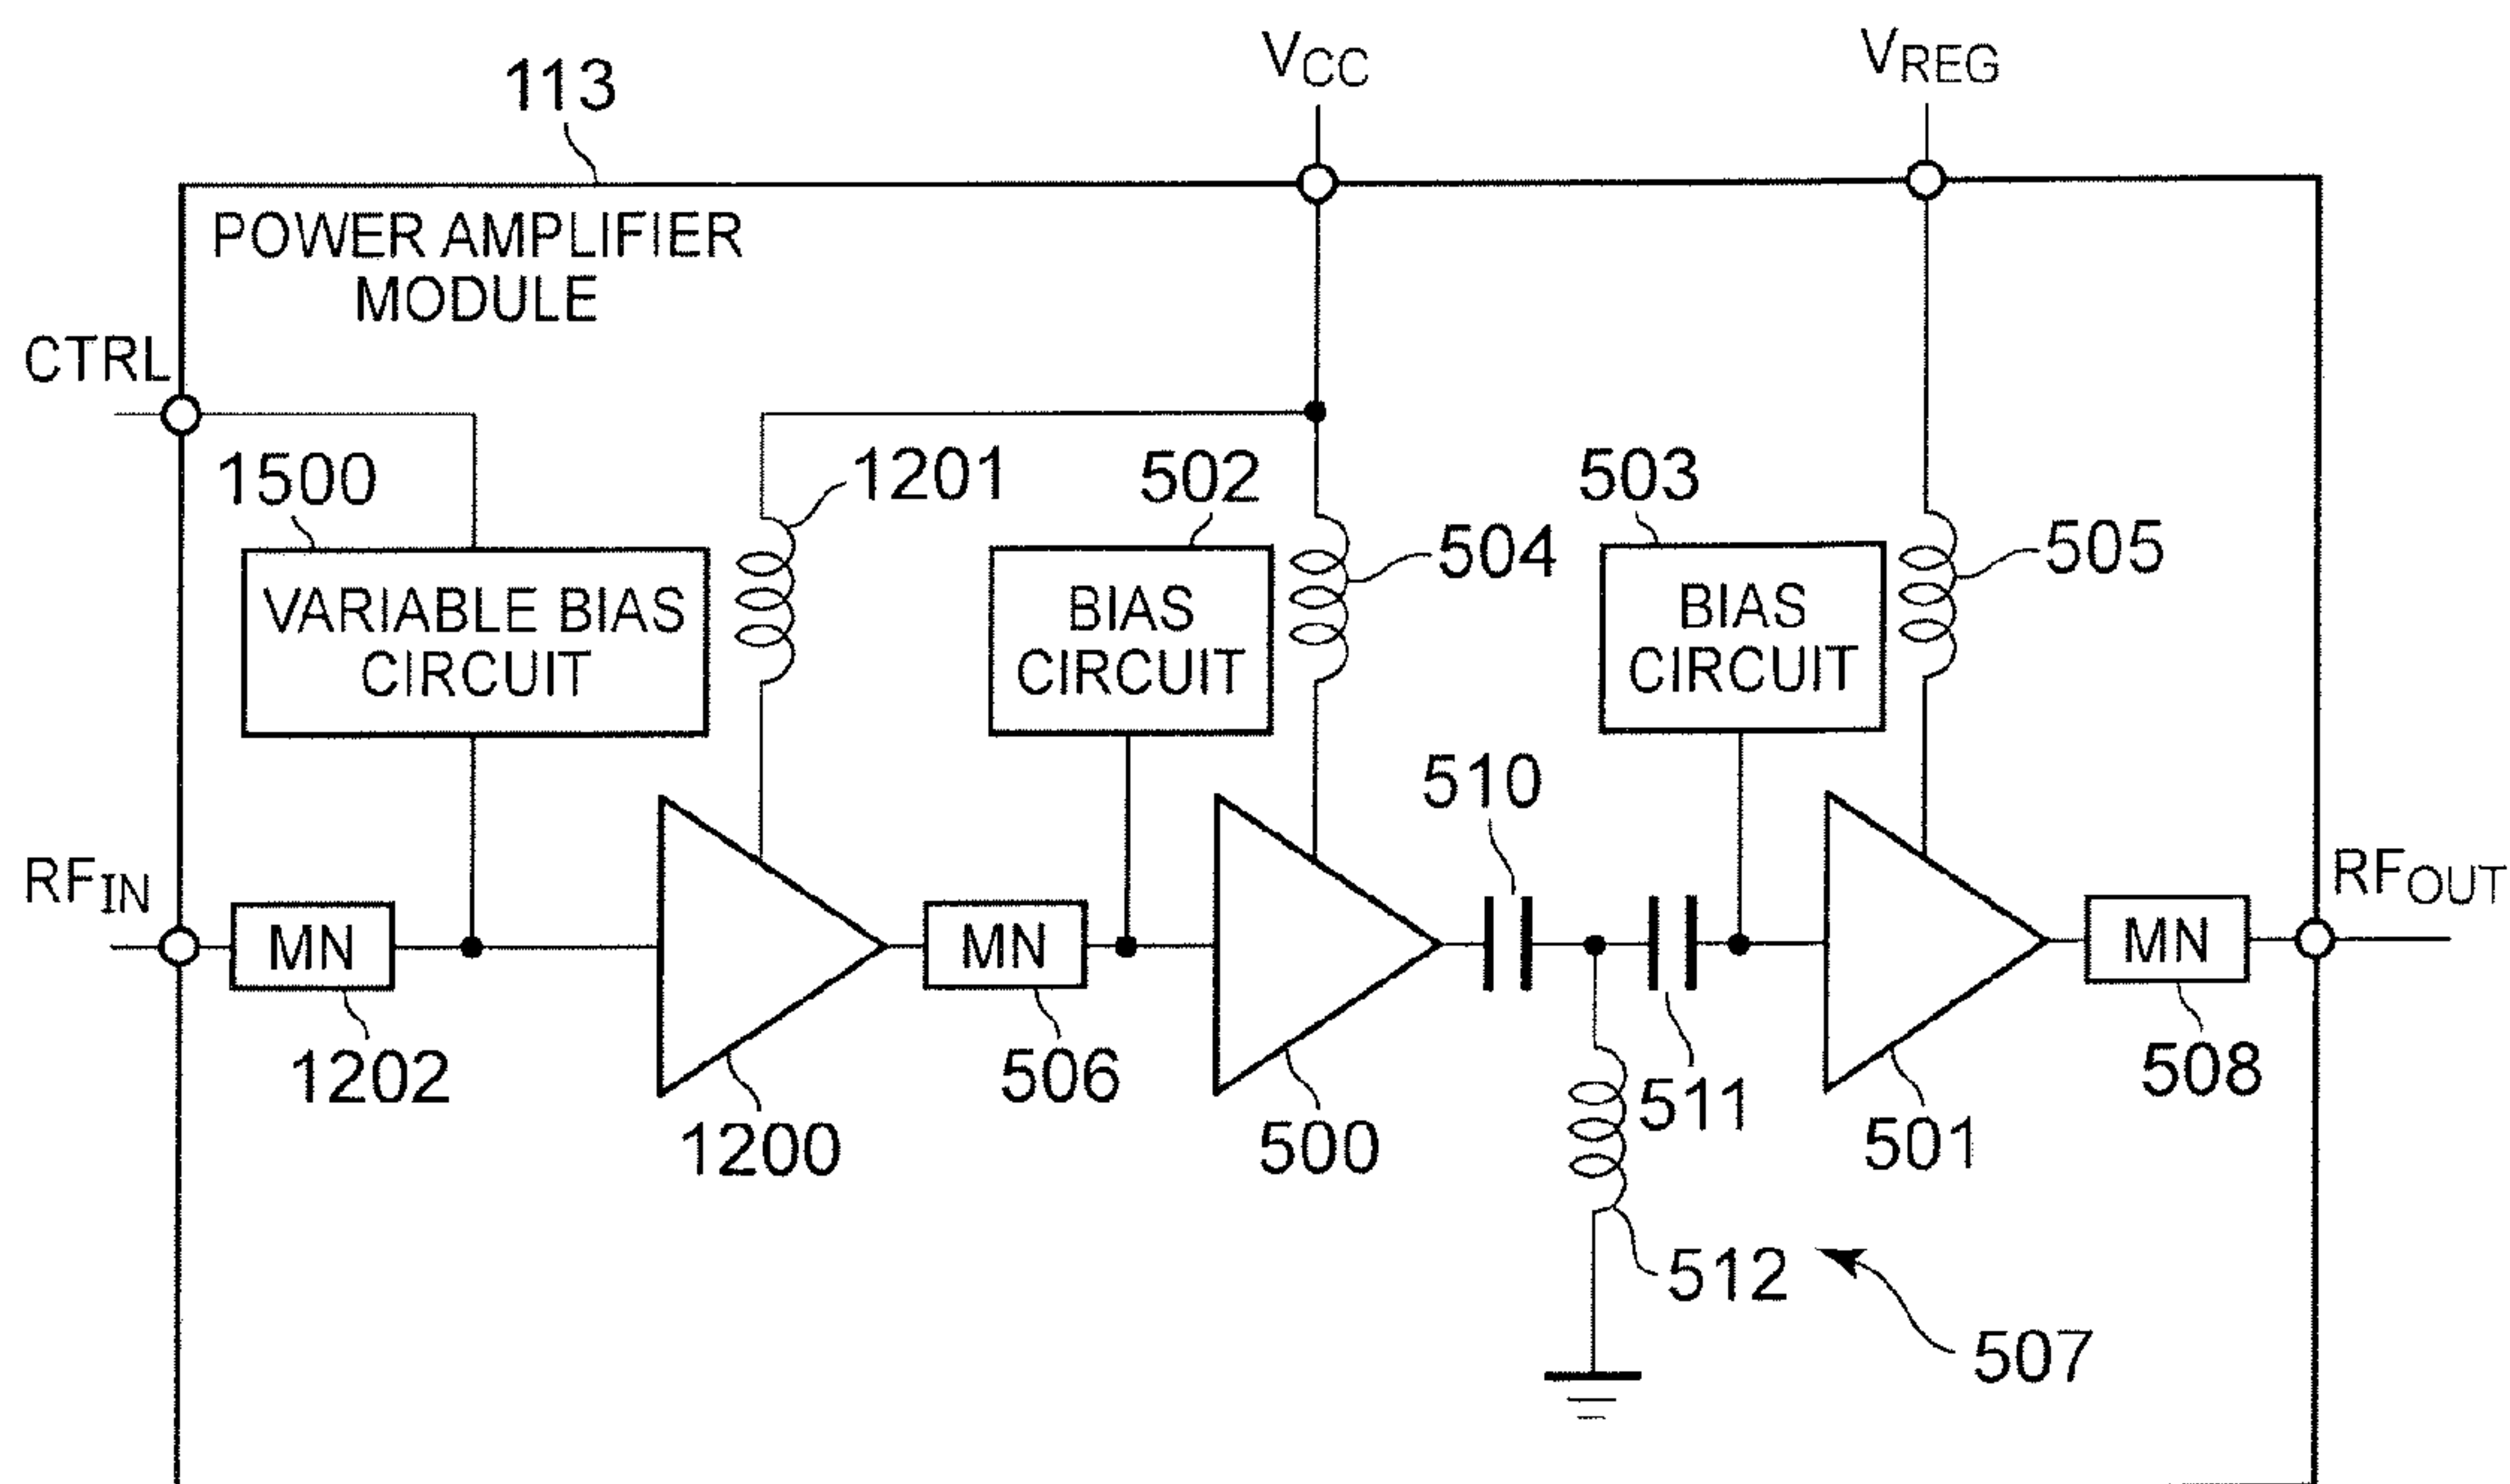 113
VCC
VREG
POWER AMPLIFIER
MODULE
CTRL
1500
1201
502
504
503
505
VARIABLE BIAS
CIRCUIT
BIAS
CIRCUIT
BIAS
CIRCUIT
510
RFIN
MN
MN
MN
RFOUT
1202
1200
506
500
511
501
508
512
507